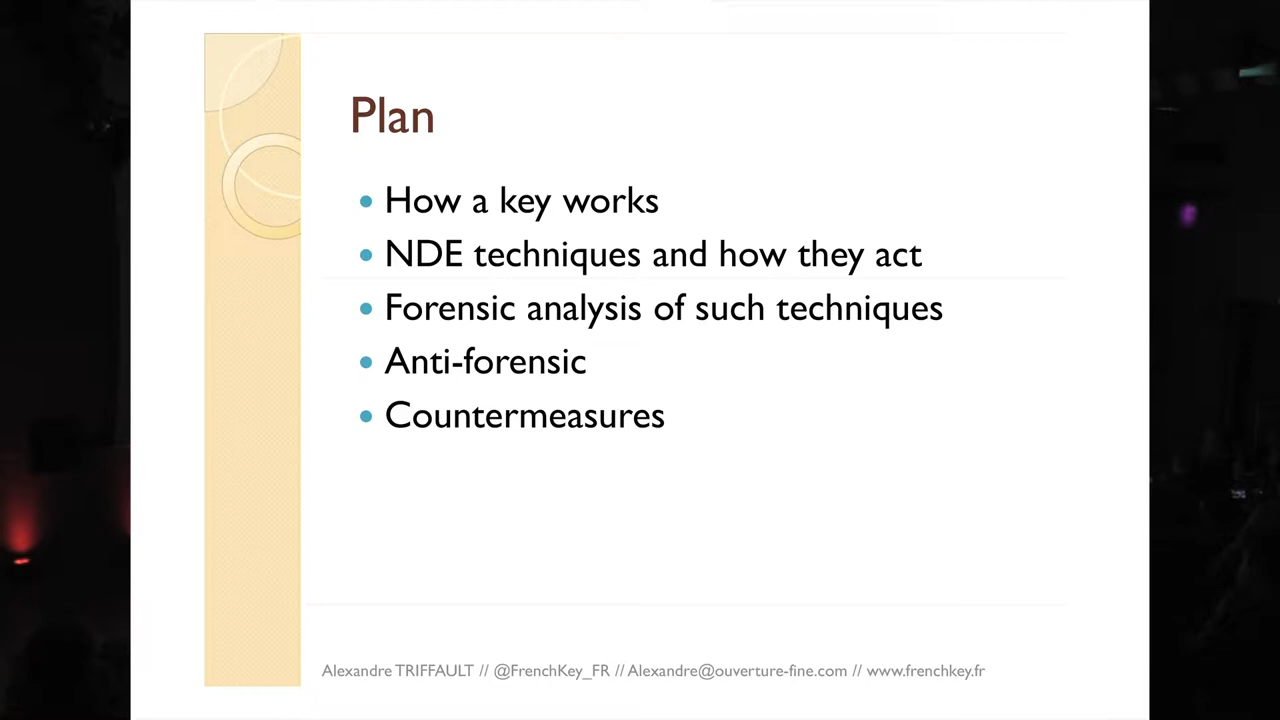 Plan
How a key works
NDE techniques and how they act
Forensic analysis of such techniques
Anti-forensic
Countermeasures
Alexandre TRIFFAULT // @FrenchKey_FR // Alexandre@ouverture-fine.com // www.frenchkey.fr